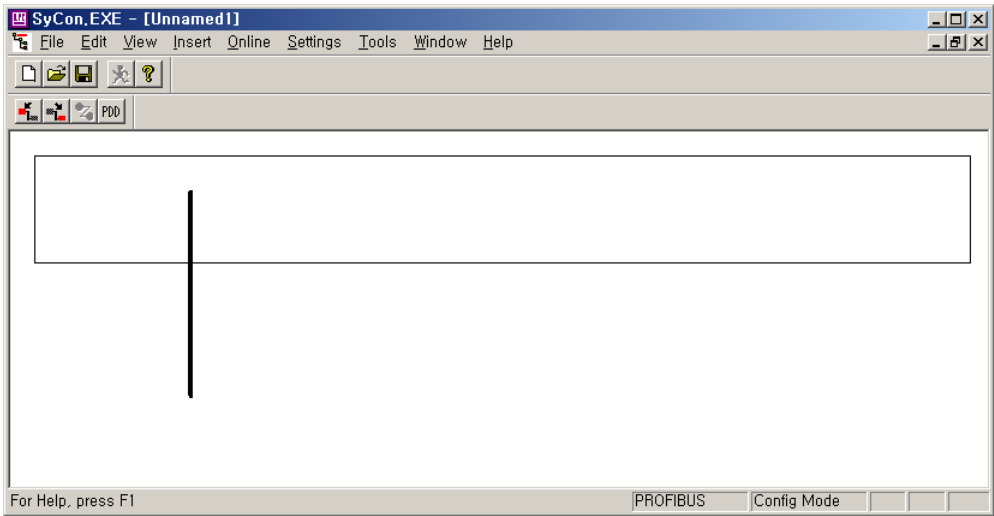 SyCon.EXE - [Unnamed1]
File Edit View Insert Online Settings Tools Window Help
PDD
For Help, press F1 PROFIBUS Config Mode